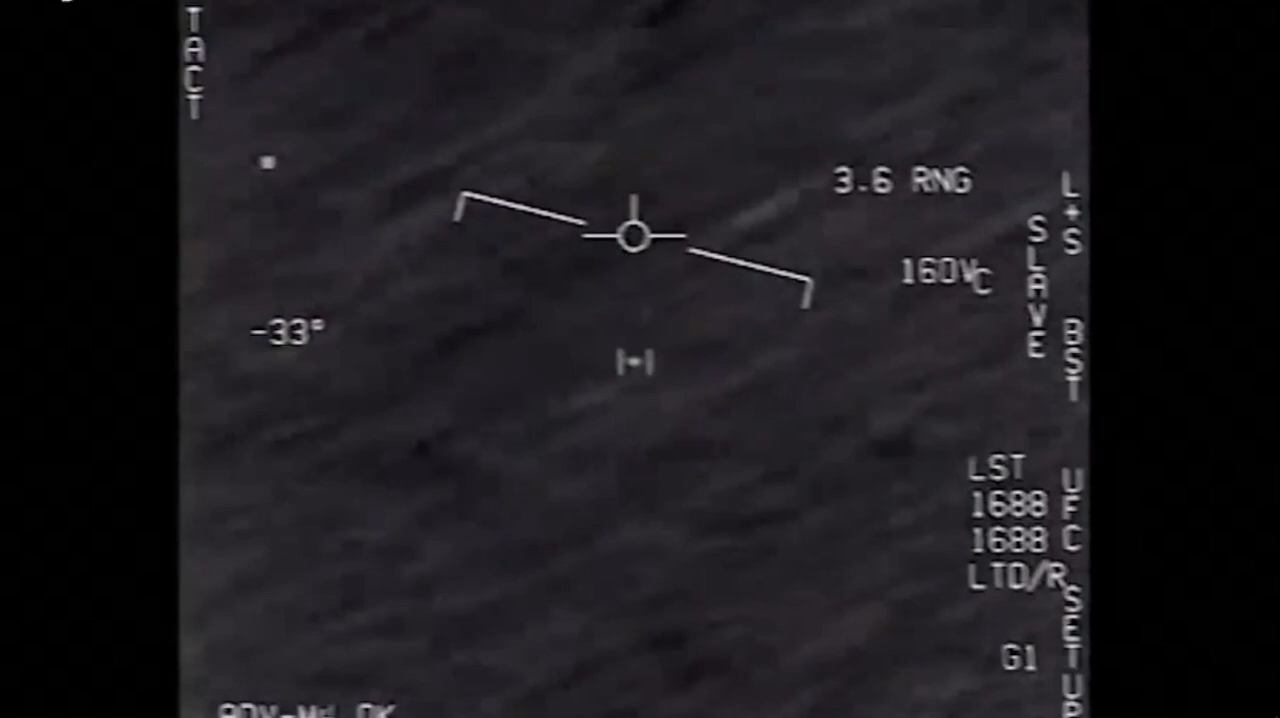 TACT
3.6 RNG
L+S
SLAVE
160VC
-33°
BST
LST
1688
1688
UFC
LTD/R
SETUP
G1